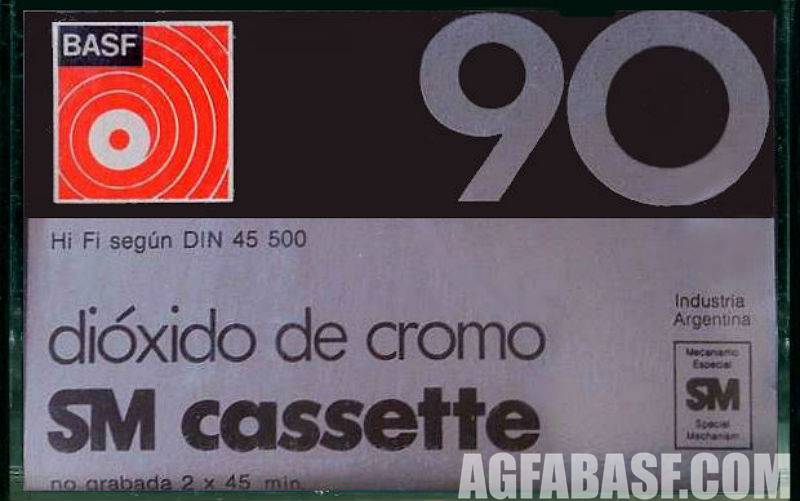 BASF
90
Hi Fi según DIN 45 500
dióxido de cromo
SM cassette
no grabada 2 x 45 min.
Industria
Argentina
Mecanismo
Especial
SM
Special
Mechanism
AGFABASF.COM